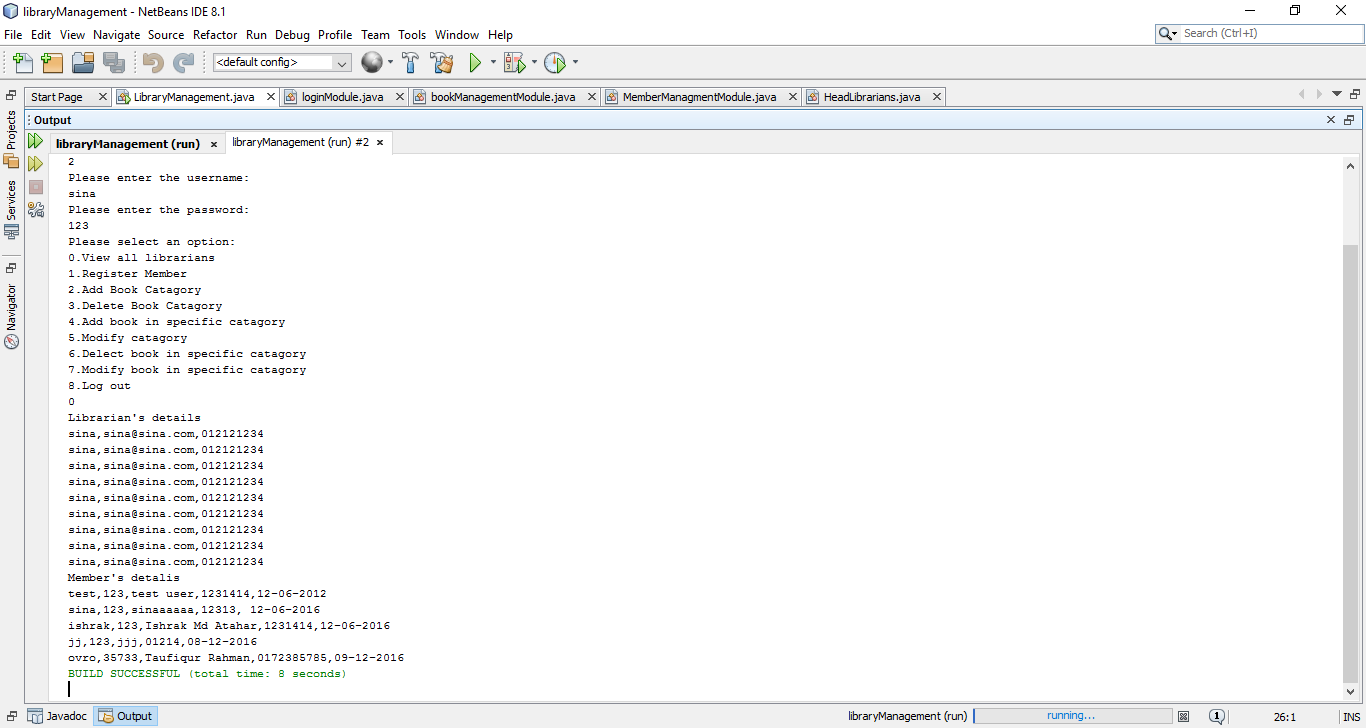 libraryManagement - NetBeans IDE 8.1
File Edit View Navigate Source Refactor Run Debug Profile Team Tools Window Help
Search (Ctrl+I)
<default config>
Start Page LibraryManagement.java loginModule.java bookManagementModule.java MemberManagmentModule.java HeadLibrarians.java
Projects
Services
Navigator
Output
libraryManagement (run) libraryManagement (run) #2
2
Please enter the username:
sina
Please enter the password:
123
Please select an option:
0.View all librarians
1.Register Member
2.Add Book Catagory
3.Delete Book Catagory
4.Add book in specific catagory
5.Modify catagory
6.Delect book in specific catagory
7.Modify book in specific catagory
8.Log out
0
Librarian's details
sina,sina@sina.com,012121234
sina,sina@sina.com,012121234
sina,sina@sina.com,012121234
sina,sina@sina.com,012121234
sina,sina@sina.com,012121234
sina,sina@sina.com,012121234
sina,sina@sina.com,012121234
sina,sina@sina.com,012121234
sina,sina@sina.com,012121234
Member's detalis
test,123,test user,1231414,12-06-2012
sina,123,sinaaaaaa,12313, 12-06-2016
ishrak,123,Ishrak Md Atahar,1231414,12-06-2016
jj,123,jjj,01214,08-12-2016
ovro,35733,Taufiqur Rahman,0172385785,09-12-2016
BUILD SUCCESSFUL (total time: 8 seconds)
Javadoc Output
libraryManagement (run) running... 1 26:1 INS